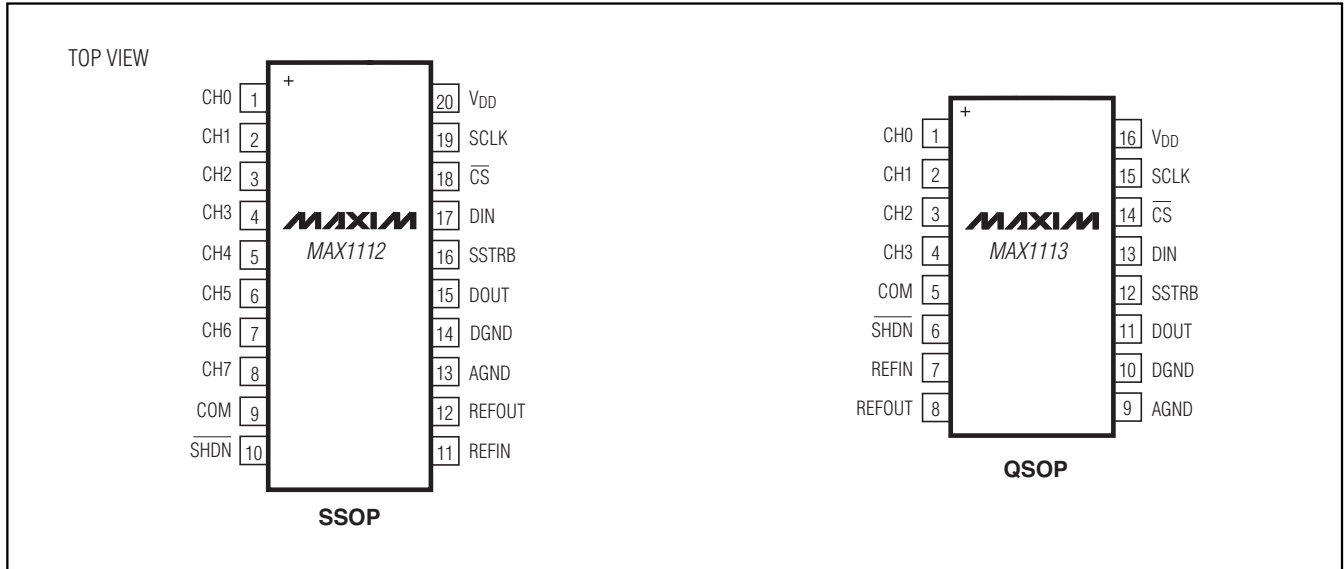 TOP VIEW
+
CH0 1
CH1 2
CH2 3
CH3 4
CH4 5
CH5 6
CH6 7
CH7 8
COM 9
SHDN 10
20 VDD
19 SCLK
18 CS
17 DIN
16 SSTRB
15 DOUT
14 DGND
13 AGND
12 REFOUT
11 REFIN
MAXIM
MAX1112
SSOP
+
CH0 1
CH1 2
CH2 3
CH3 4
COM 5
SHDN 6
REFIN 7
REFOUT 8
16 VDD
15 SCLK
14 CS
13 DIN
12 SSTRB
11 DOUT
10 DGND
9 AGND
MAXIM
MAX1113
QSOP